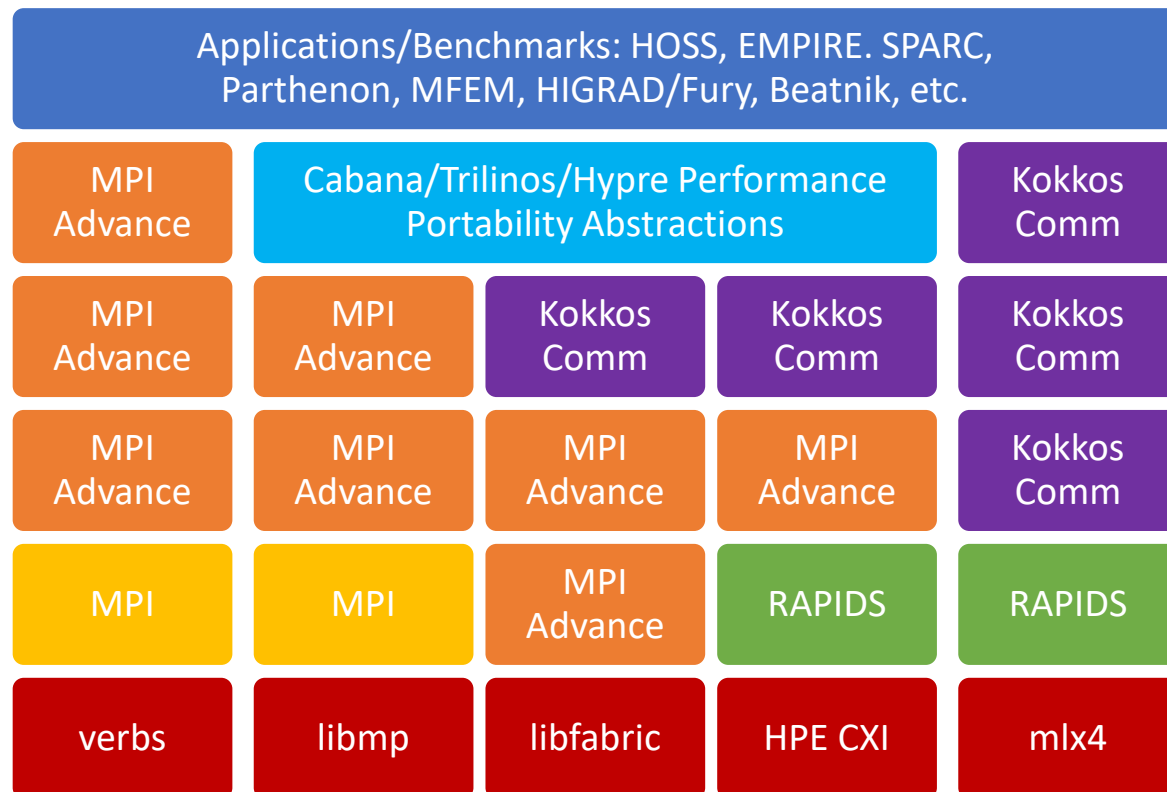 Applications/Benchmarks: HOSS, EMPIRE. SPARC,
Parthenon, MFEM, HIGRAD/Fury, Beatnik, etc.
MPI
Advance
Cabana/Trilinos/Hypre Performance
Portability Abstractions
Kokkos
Comm
MPI
Advance
MPI
Advance
Kokkos
Comm
Kokkos
Comm
Kokkos
Comm
MPI
Advance
MPI
Advance
MPI
Advance
MPI
Advance
Kokkos
Comm
MPI
MPI
MPI
Advance
RAPIDS
RAPIDS
verbs
libmp
libfabric
HPE CXI
mlx4